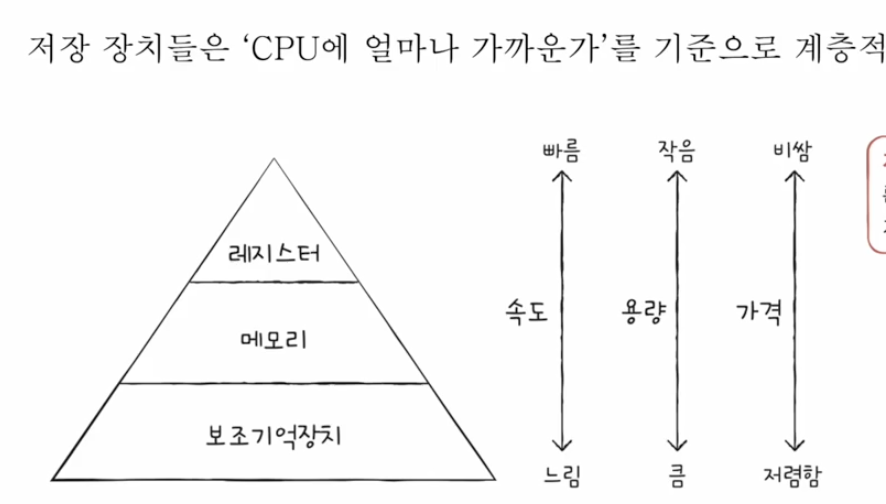 저장 장치들은 ‘CPU에 얼마나 가까운가’를 기준으로 계층적
빠름 작음 비쌈
레지스터
속도 용량 가격
메모리
보조기억장치
느림 큼 저렴함